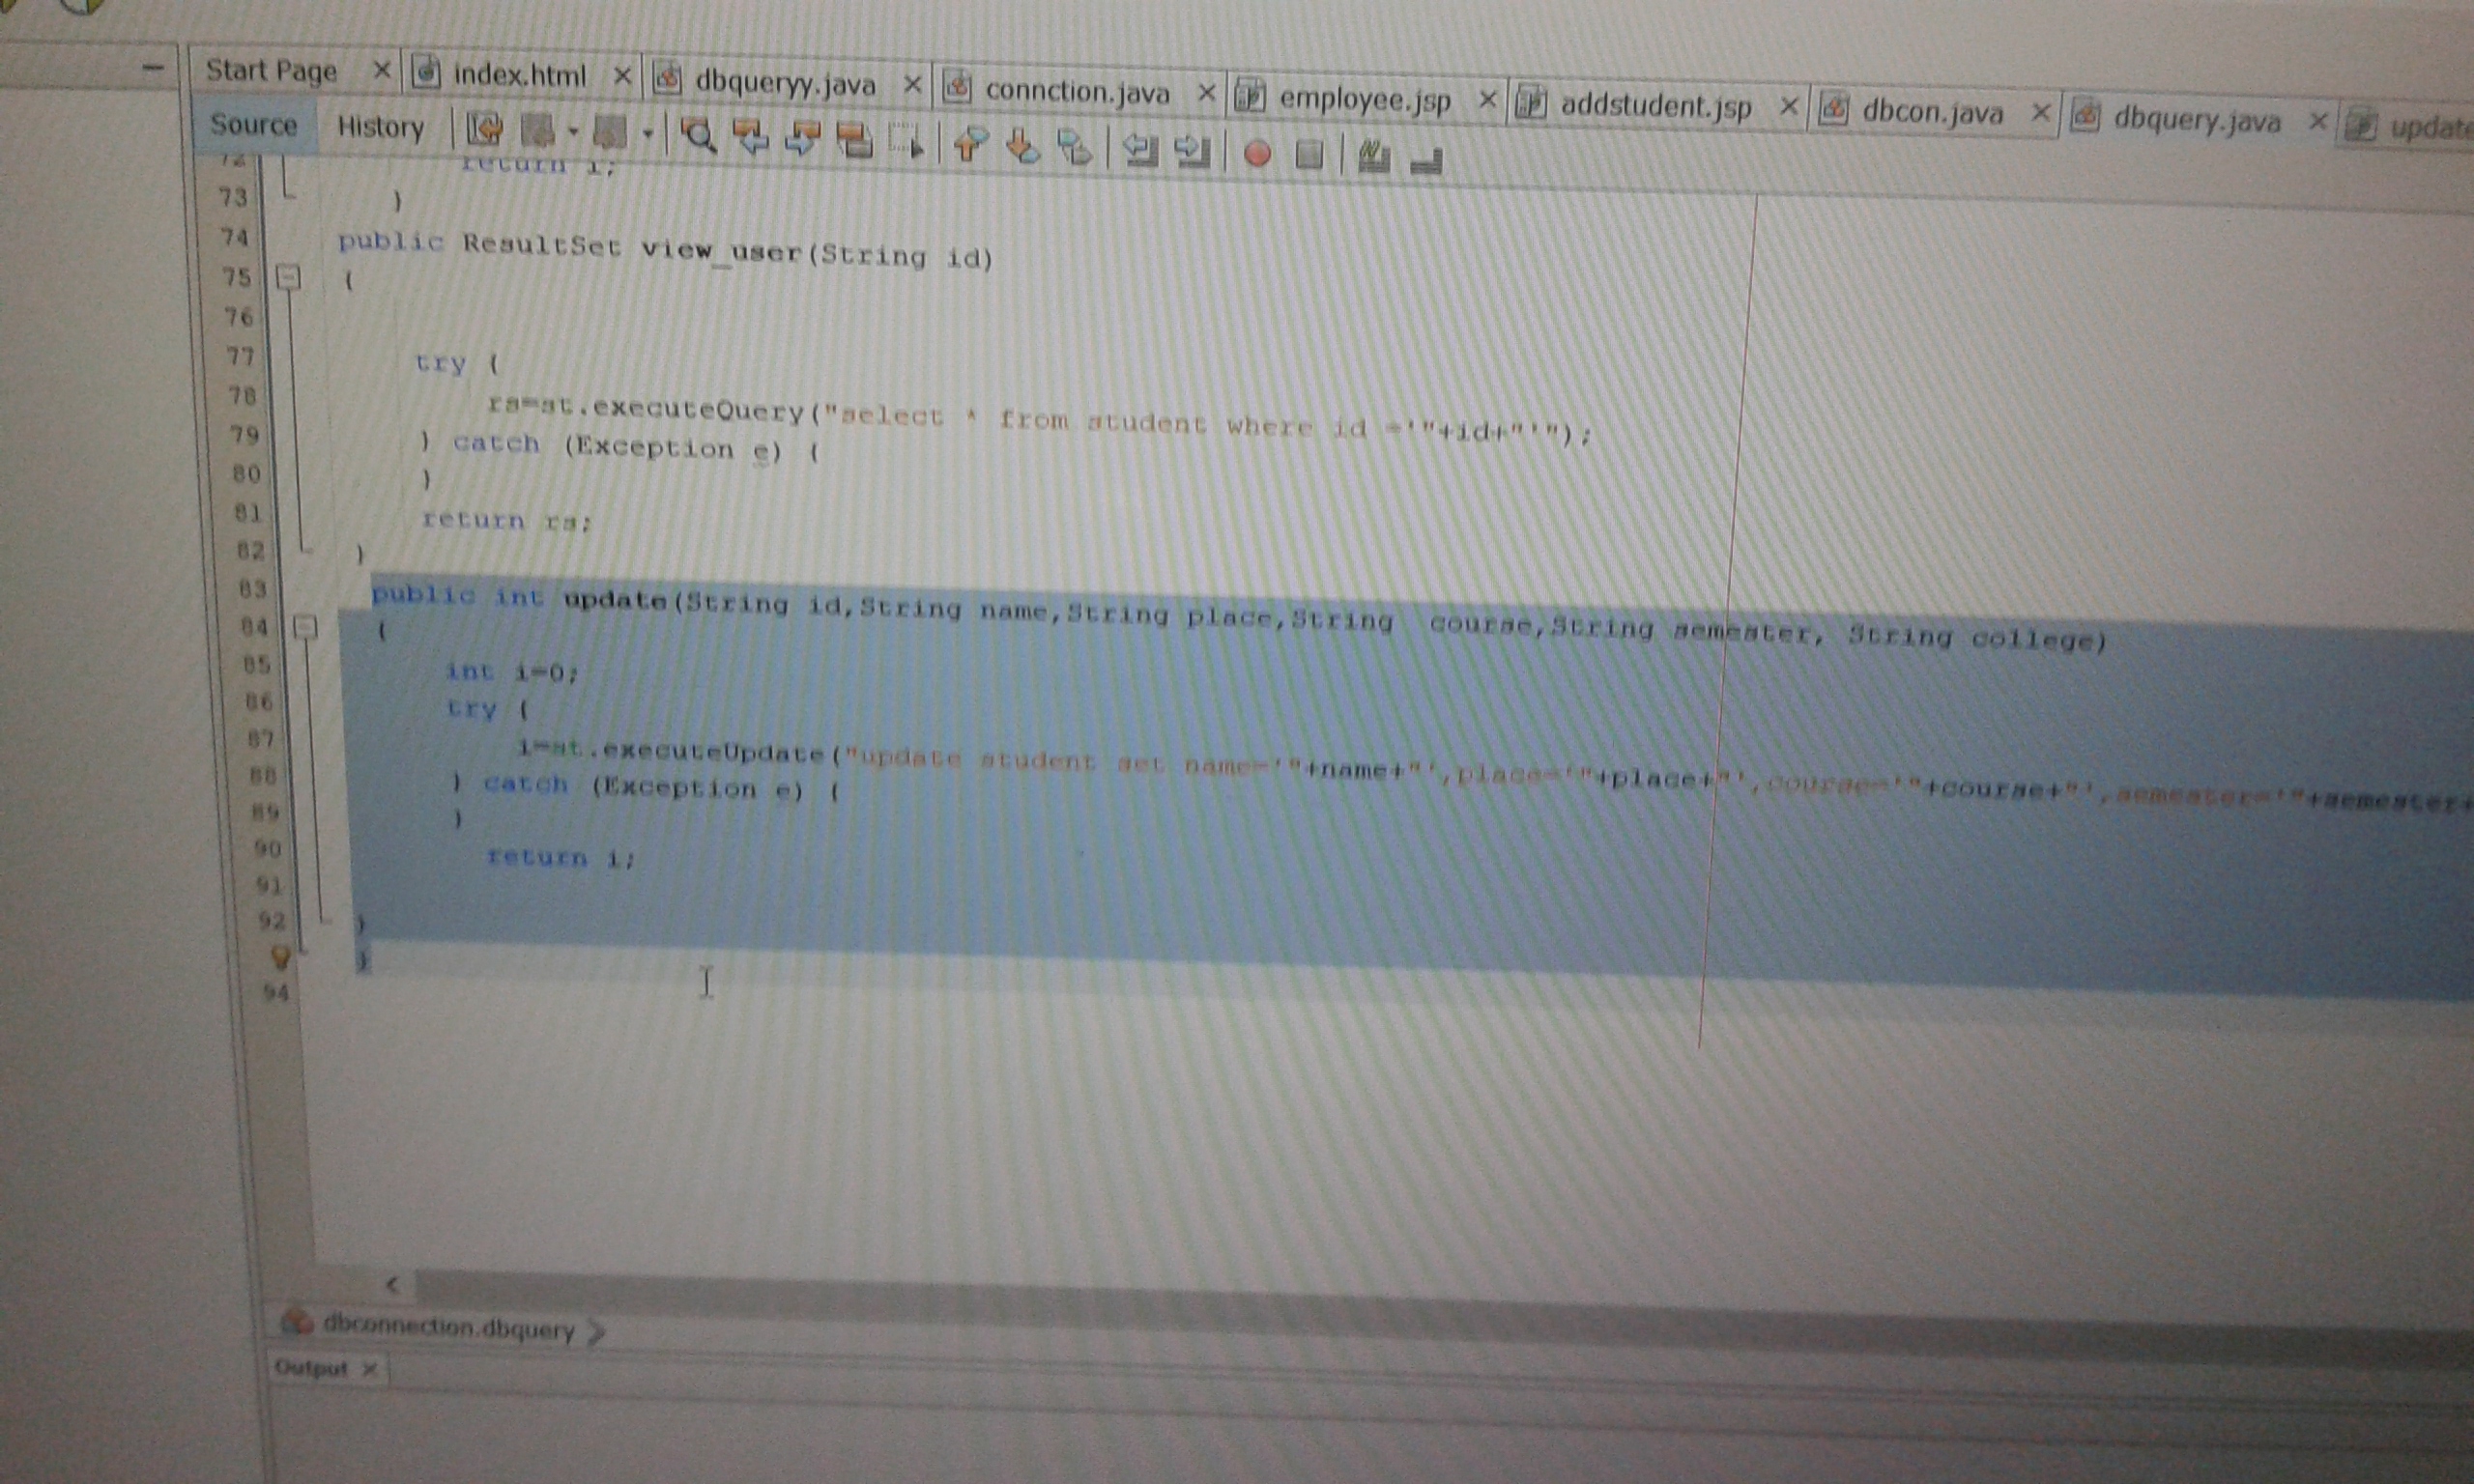 Start Page index.html dbqueryy.java connction.java employee.jsp addstudent.jsp dbcon.java dbquery.java update
Source History
72 return i;
73 }
74 public ResultSet view_user(String id)
75 {
76
77 try {
78 rs=st.executeQuery("select * from student where id ='"+id+"'");
79 } catch (Exception e) {
80 }
81 return rs;
82 }
83 public int update(String id,String name,String place,String course,String semester, String college)
84 {
85 int i=0;
86 try {
87 i=st.executeUpdate("update student set name='"+name+"',place='"+place+"',course='"+course+"',semester='"+semester+
88 } catch (Exception e) {
89 }
90 return i;
91
92 }
}
94
dbconnection.dbquery
Output